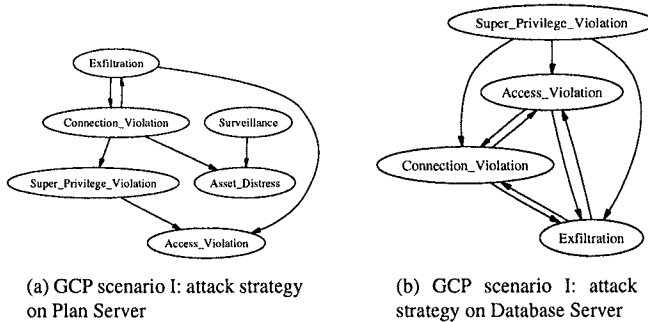 Exfiltration
Connection_Violation
Surveillance
Super_Privilege_Violation
Asset_Distress
Access_Violation
(a) GCP scenario I: attack strategy
on Plan Server
Super_Privilege_Violation
Access_Violation
Connection_Violation
Exfiltration
(b) GCP scenario I: attack
strategy on Database Server